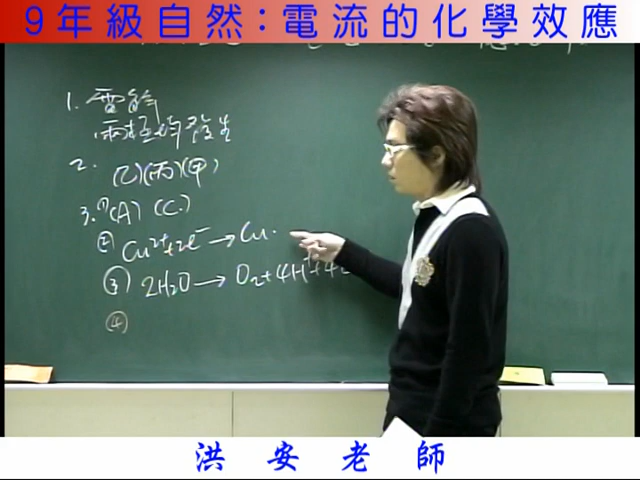 9年級自然:電流的化學效應
1. 電解
兩極均發生
2. (乙)(丙)(甲)
3. ①(A) (C)
② Cu²⁺+2e⁻→Cu.
③ 2H₂O→O₂+4H⁺+4e
④
洪安老師